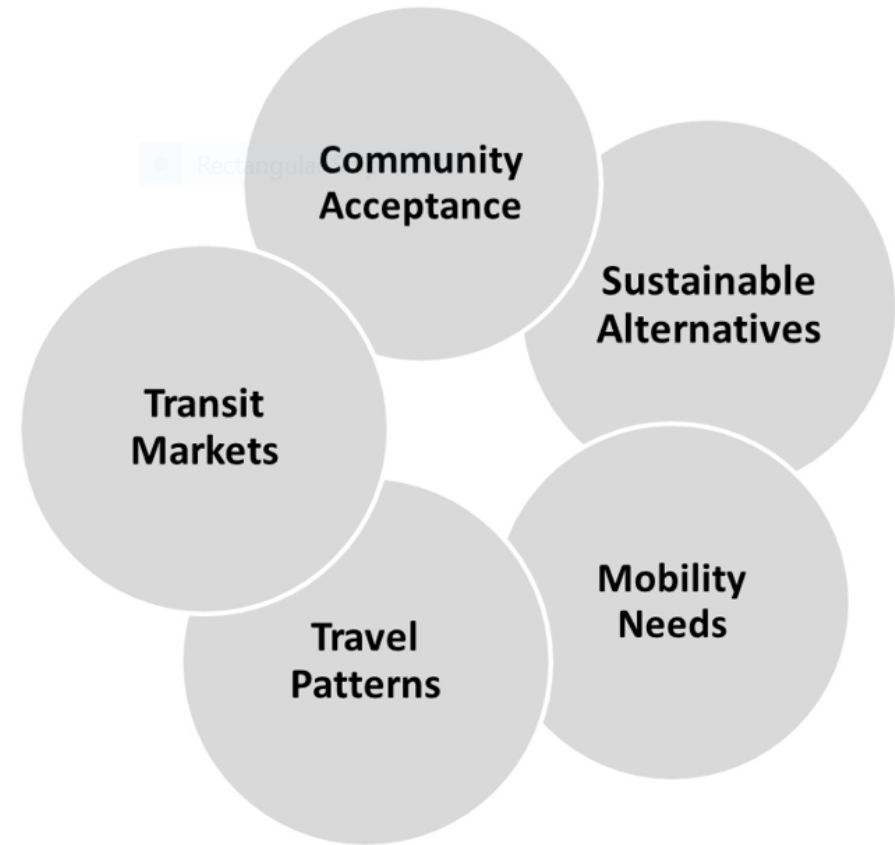 Community
Acceptance
Sustainable
Alternatives
Transit
Markets
Mobility
Needs
Travel
Patterns